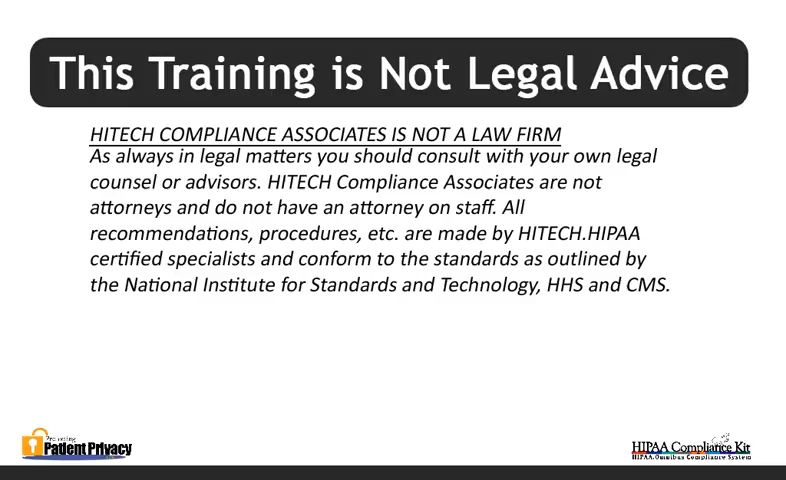 This Training is Not Legal Advice
HITECH COMPLIANCE ASSOCIATES IS NOT A LAW FIRM
As always in legal matters you should consult with your own legal
counsel or advisors. HITECH Compliance Associates are not
attorneys and do not have an attorney on staff. All
recommendations, procedures, etc. are made by HITECH.HIPAA
certified specialists and conform to the standards as outlined by
the National Institute for Standards and Technology, HHS and CMS.
Patient Privacy
HIPAA Compliance Kit
HIPAA Omnibus Compliance System